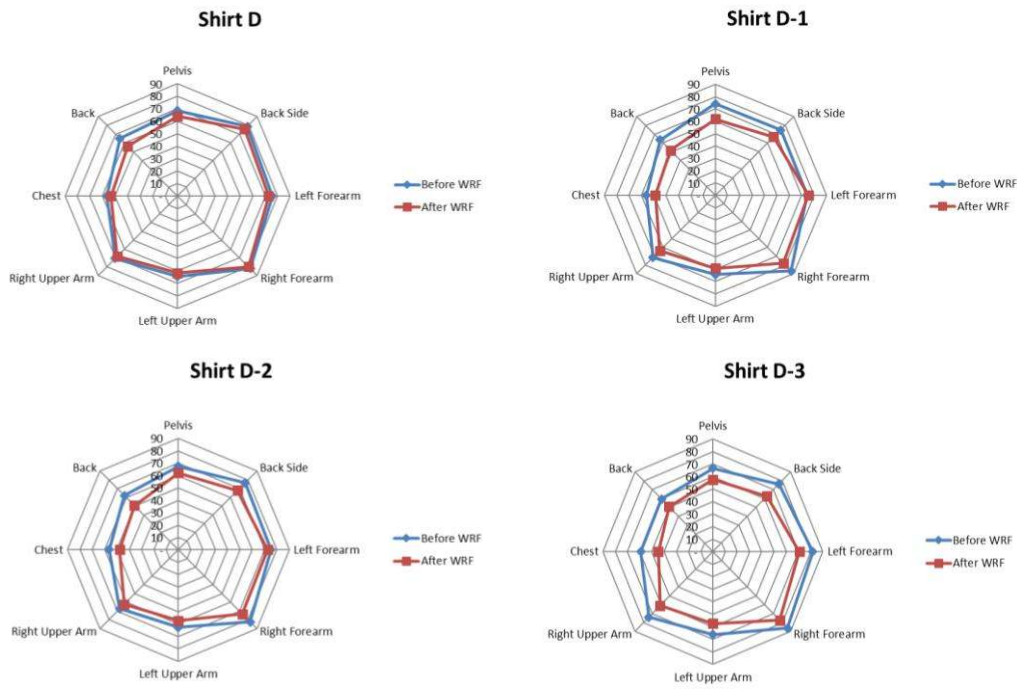 Shirt D
Pelvis
90
80
70
60
50
40
30
20
10
-
Back
Back Side
Chest
Left Forearm
Right Upper Arm
Right Forearm
Left Upper Arm
Before WRF
After WRF
Shirt D-1
Pelvis
90
80
70
60
50
40
30
20
10
-
Back
Back Side
Chest
Left Forearm
Right Upper Arm
Right Forearm
Left Upper Arm
Before WRF
After WRF
Shirt D-2
Pelvis
90
80
70
60
50
40
30
20
10
-
Back
Back Side
Chest
Left Forearm
Right Upper Arm
Right Forearm
Left Upper Arm
Before WRF
After WRF
Shirt D-3
Pelvis
90
80
70
60
50
40
30
20
10
-
Back
Back Side
Chest
Left Forearm
Right Upper Arm
Right Forearm
Left Upper Arm
Before WRF
After WRF